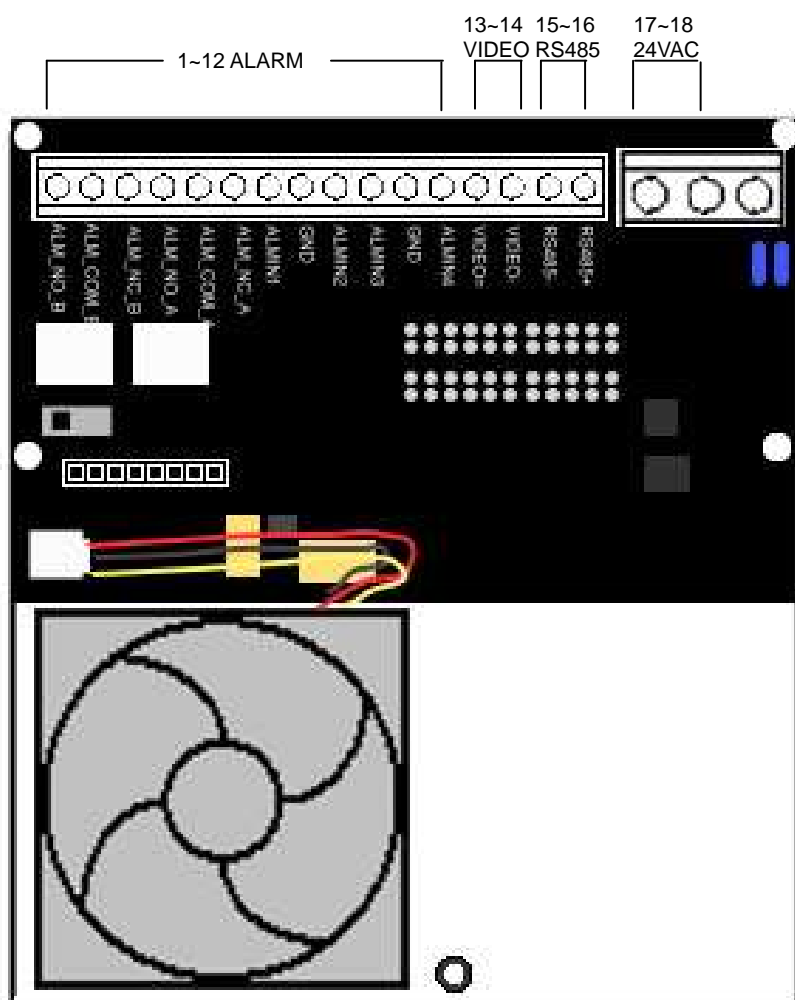 13~14
VIDEO
15~16
RS485
17~18
24VAC
1~12 ALARM
ALM_NO_B
ALM_COM_B
ALM_NC_B
ALM_NO_A
ALM_COM_A
ALM_NC_A
ALMIN1
GND
ALMIN2
ALMIN3
GND
ALMIN4
VIDEO+
VIDEO-
RS485-
RS485+